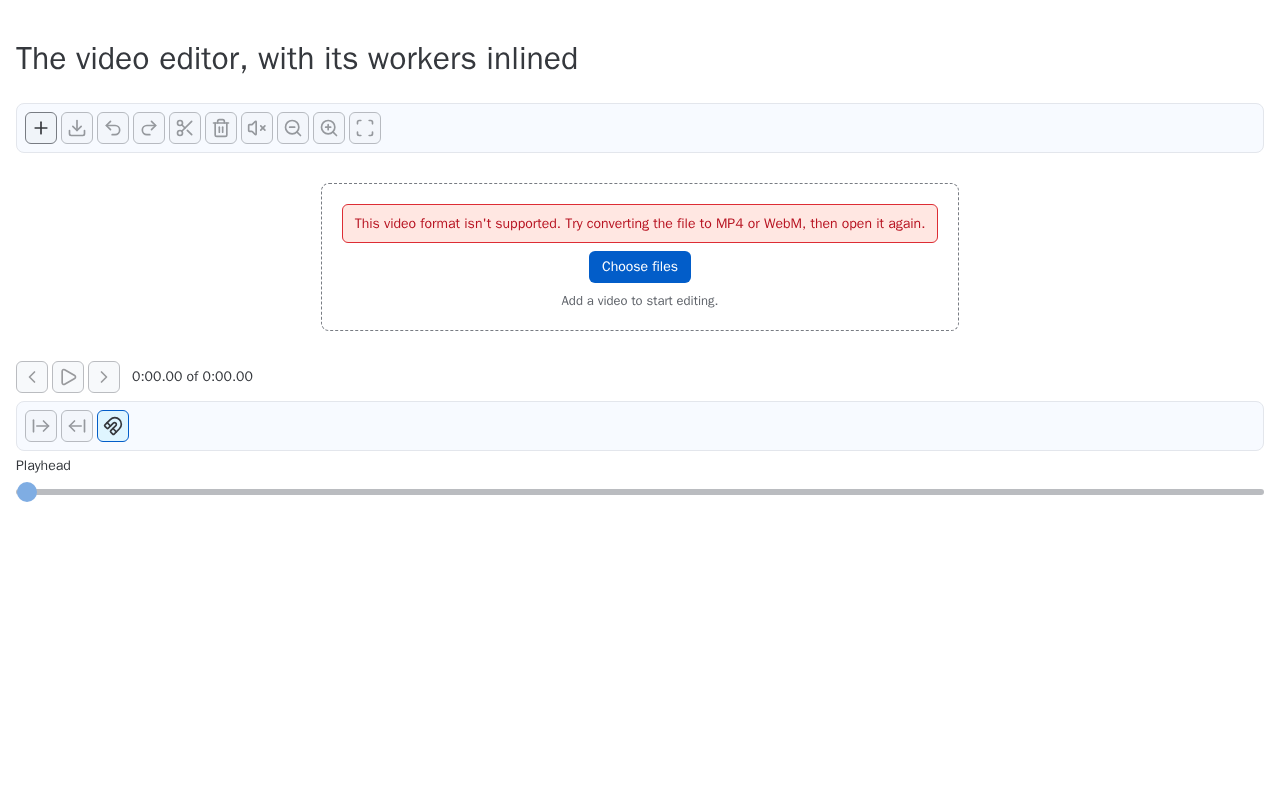 The video editor, with its workers inlined
This video format isn't supported. Try converting the file to MP4 or WebM, then open it again.
Choose files
Add a video to start editing.
0:00.00 of 0:00.00
Playhead